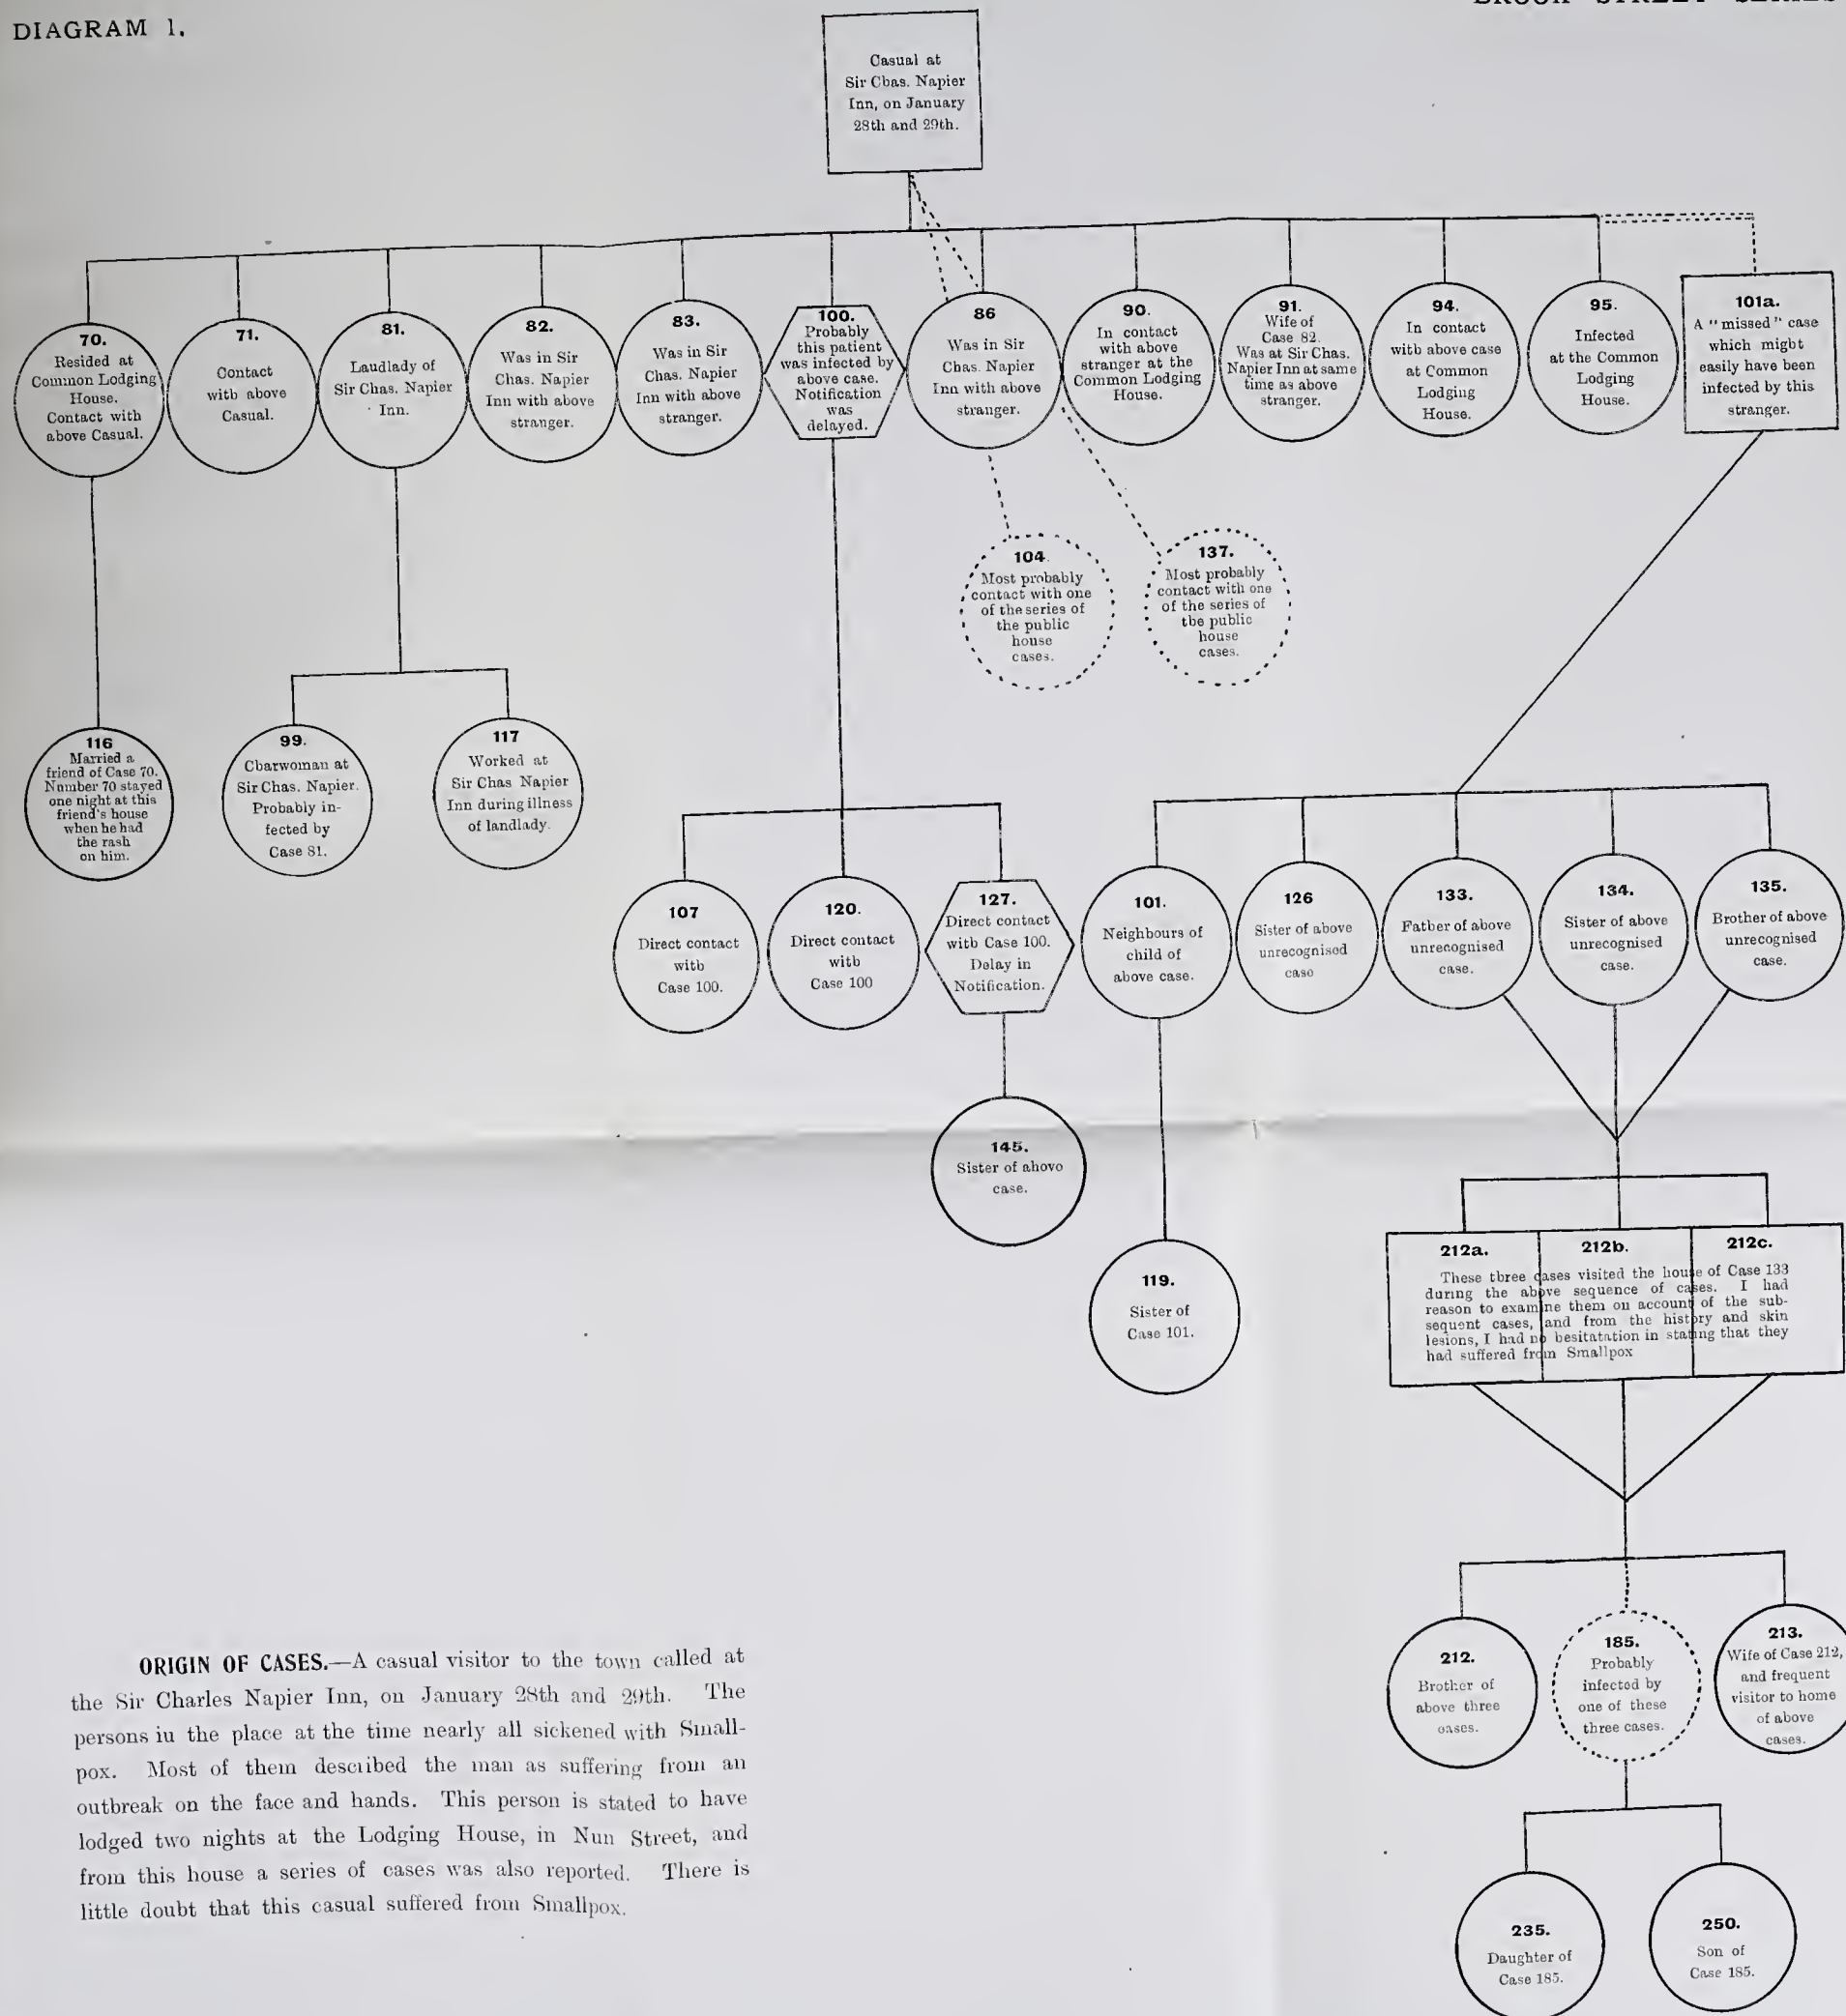 DIAGRAM 1.
Casual at
Sir Chas. Napier
Inn, on January
28th and 29th.
70.
Resided at
Common Lodging
House.
Contact with
above Casual.
71.
Contact
with above
Casual.
81.
Landlady of
Sir Chas. Napier
Inn.
82.
Was in Sir
Chas. Napier
Inn with above
stranger.
83.
Was in Sir
Chas. Napier
Inn with above
stranger.
100.
Probably
this patient
was infected by
above case.
Notification
was
delayed.
86
Was in Sir
Chas. Napier
Inn with above
stranger.
90.
In contact
with above
stranger at the
Common Lodging
House.
91.
Wife of
Case 82.
Was at Sir Chas.
Napier Inn at same
time as above
stranger.
94.
In contact
with above case
at Common
Lodging
House.
95.
Infected
at the Common
Lodging
House.
101a.
A "missed" case
which might
easily have been
infected by this
stranger.
104.
Most probably
contact with one
of the series of
the public
house
cases.
137.
Most probably
contact with one
of the series of
the public
house
cases.
116
Married a
friend of Case 70.
Number 70 stayed
one night at this
friend's house
when he had
the rash
on him.
99.
Charwoman at
Sir Chas. Napier.
Probably in-
fected by
Case 81.
117
Worked at
Sir Chas Napier
Inn during illness
of landlady.
107
Direct contact
with
Case 100.
120.
Direct contact
with
Case 100
127.
Direct contact
with Case 100.
Delay in
Notification.
101.
Neighbours of
child of
above case.
126
Sister of above
unrecognised
case
133.
Father of above
unrecognised
case.
134.
Sister of above
unrecognised
case.
135.
Brother of above
unrecognised
case.
145.
Sister of above
case.
119.
Sister of
Case 101.
212a. 212b. 212c.
These three cases visited the house of Case 133
during the above sequence of cases. I had
reason to examine them on account of the sub-
sequent cases, and from the history and skin
lesions, I had no hesitatation in stating that they
had suffered from Smallpox
212.
Brother of
above three
cases.
185.
Probably
infected by
one of these
three cases.
213.
Wife of Case 212,
and frequent
visitor to home
of above
cases.
235.
Daughter of
Case 185.
250.
Son of
Case 185.
ORIGIN OF CASES.—A casual visitor to the town called at
the Sir Charles Napier Inn, on January 28th and 29th. The
persons in the place at the time nearly all sickened with Small-
pox. Most of them described the man as suffering from an
outbreak on the face and hands. This person is stated to have
lodged two nights at the Lodging House, in Nun Street, and
from this house a series of cases was also reported. There is
little doubt that this casual suffered from Smallpox.